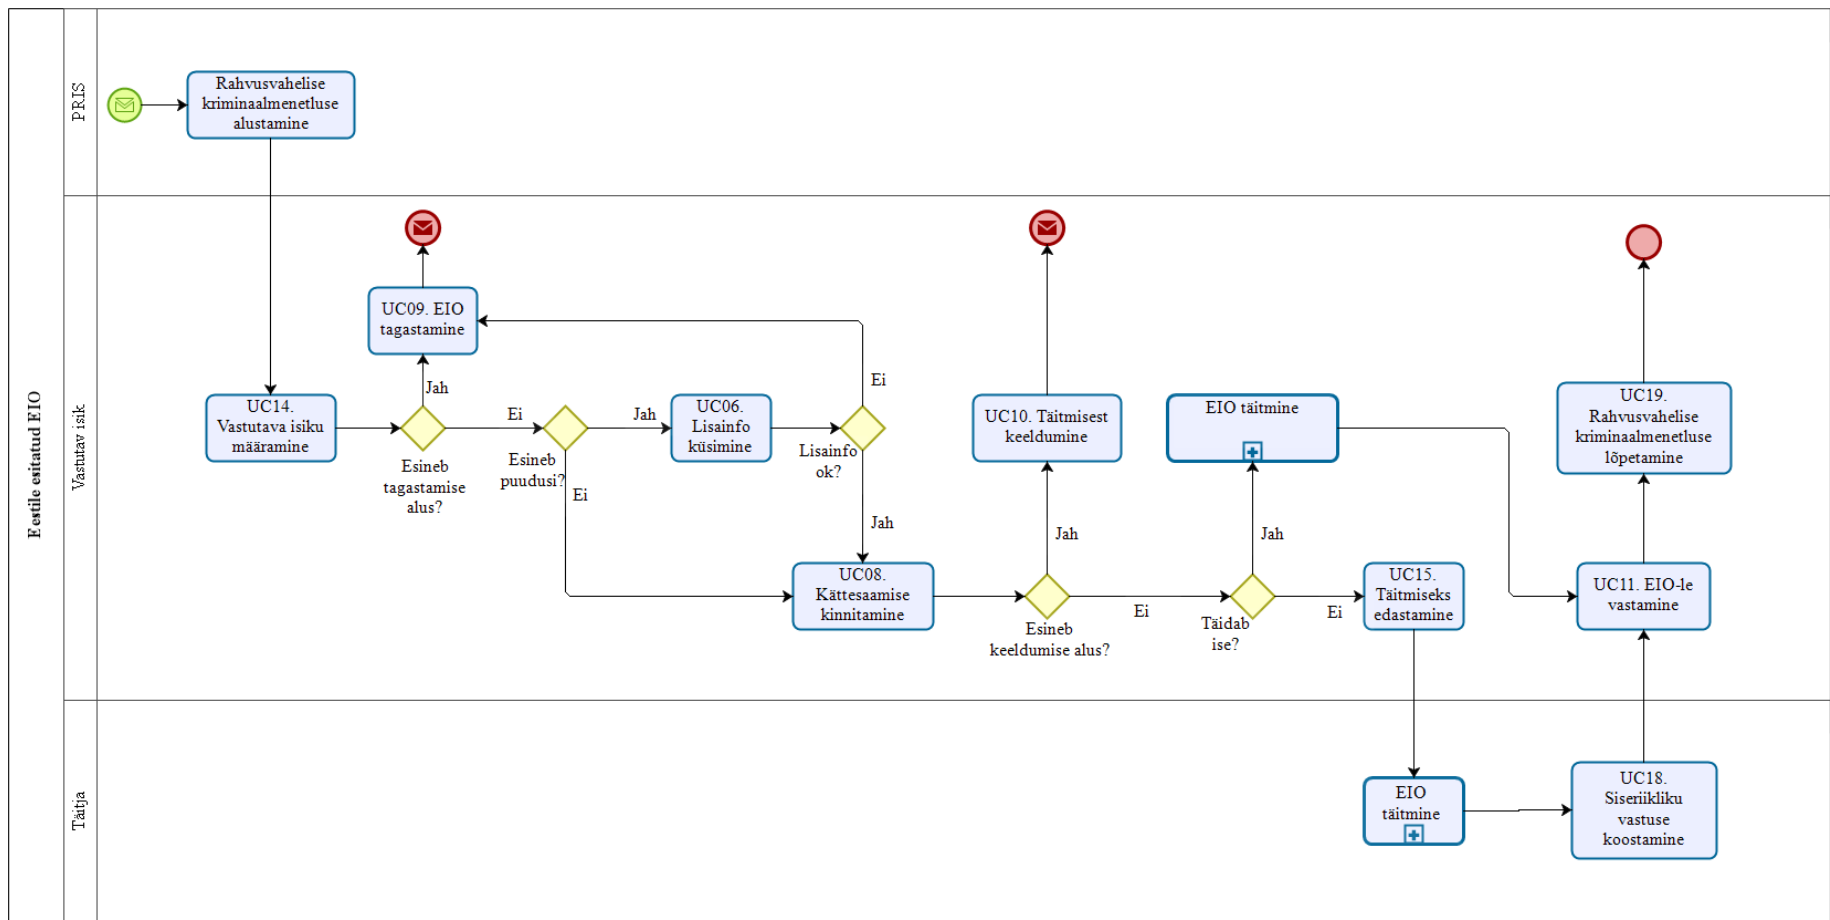 Eestile esitatud EIO
PRIS
Rahvusvahelise
kriminaalmenetluse
alustamine
Vastutav isik
UC09. EIO
tagastamine
Jah
Ei
UC14.
Vastutava isiku
määramine
Esineb
tagastamise
alus?
Ei
Esineb
puudusi?
Jah
Ei
UC06.
Lisainfo
küsimine
Lisainfo
ok?
Jah
UC08.
Kättesaamise
kinnitamine
UC10. Täitmisest
keeldumine
Jah
Esineb
keeldumise alus?
Ei
EIO täitmine
Jah
Täidab
ise?
Ei
UC15.
Täitmiseks
edastamine
UC19.
Rahvusvahelise
kriminaalmenetluse
lõpetamine
UC11. EIO-le
vastamine
Täitja
EIO
täitmine
UC18.
Siseriikliku
vastuse
koostamine